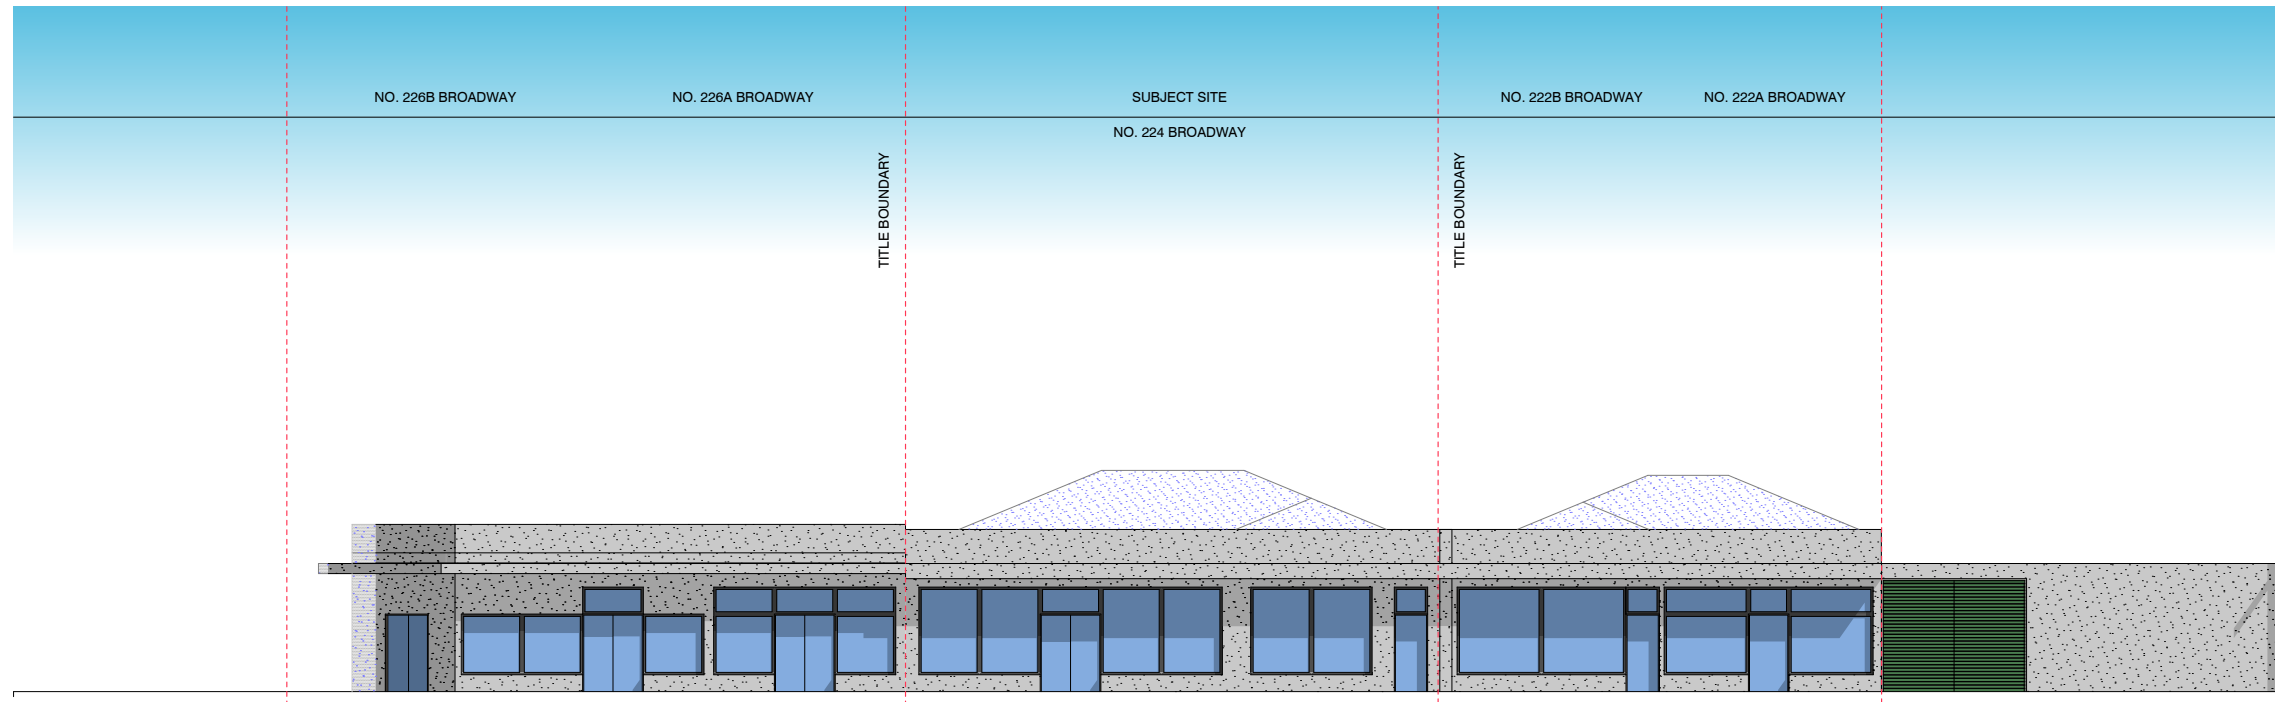 NO. 226B BROADWAY
NO. 226A BROADWAY
SUBJECT SITE
NO. 222B BROADWAY
NO. 222A BROADWAY
NO. 224 BROADWAY
TITLE BOUNDARY
TITLE BOUNDARY